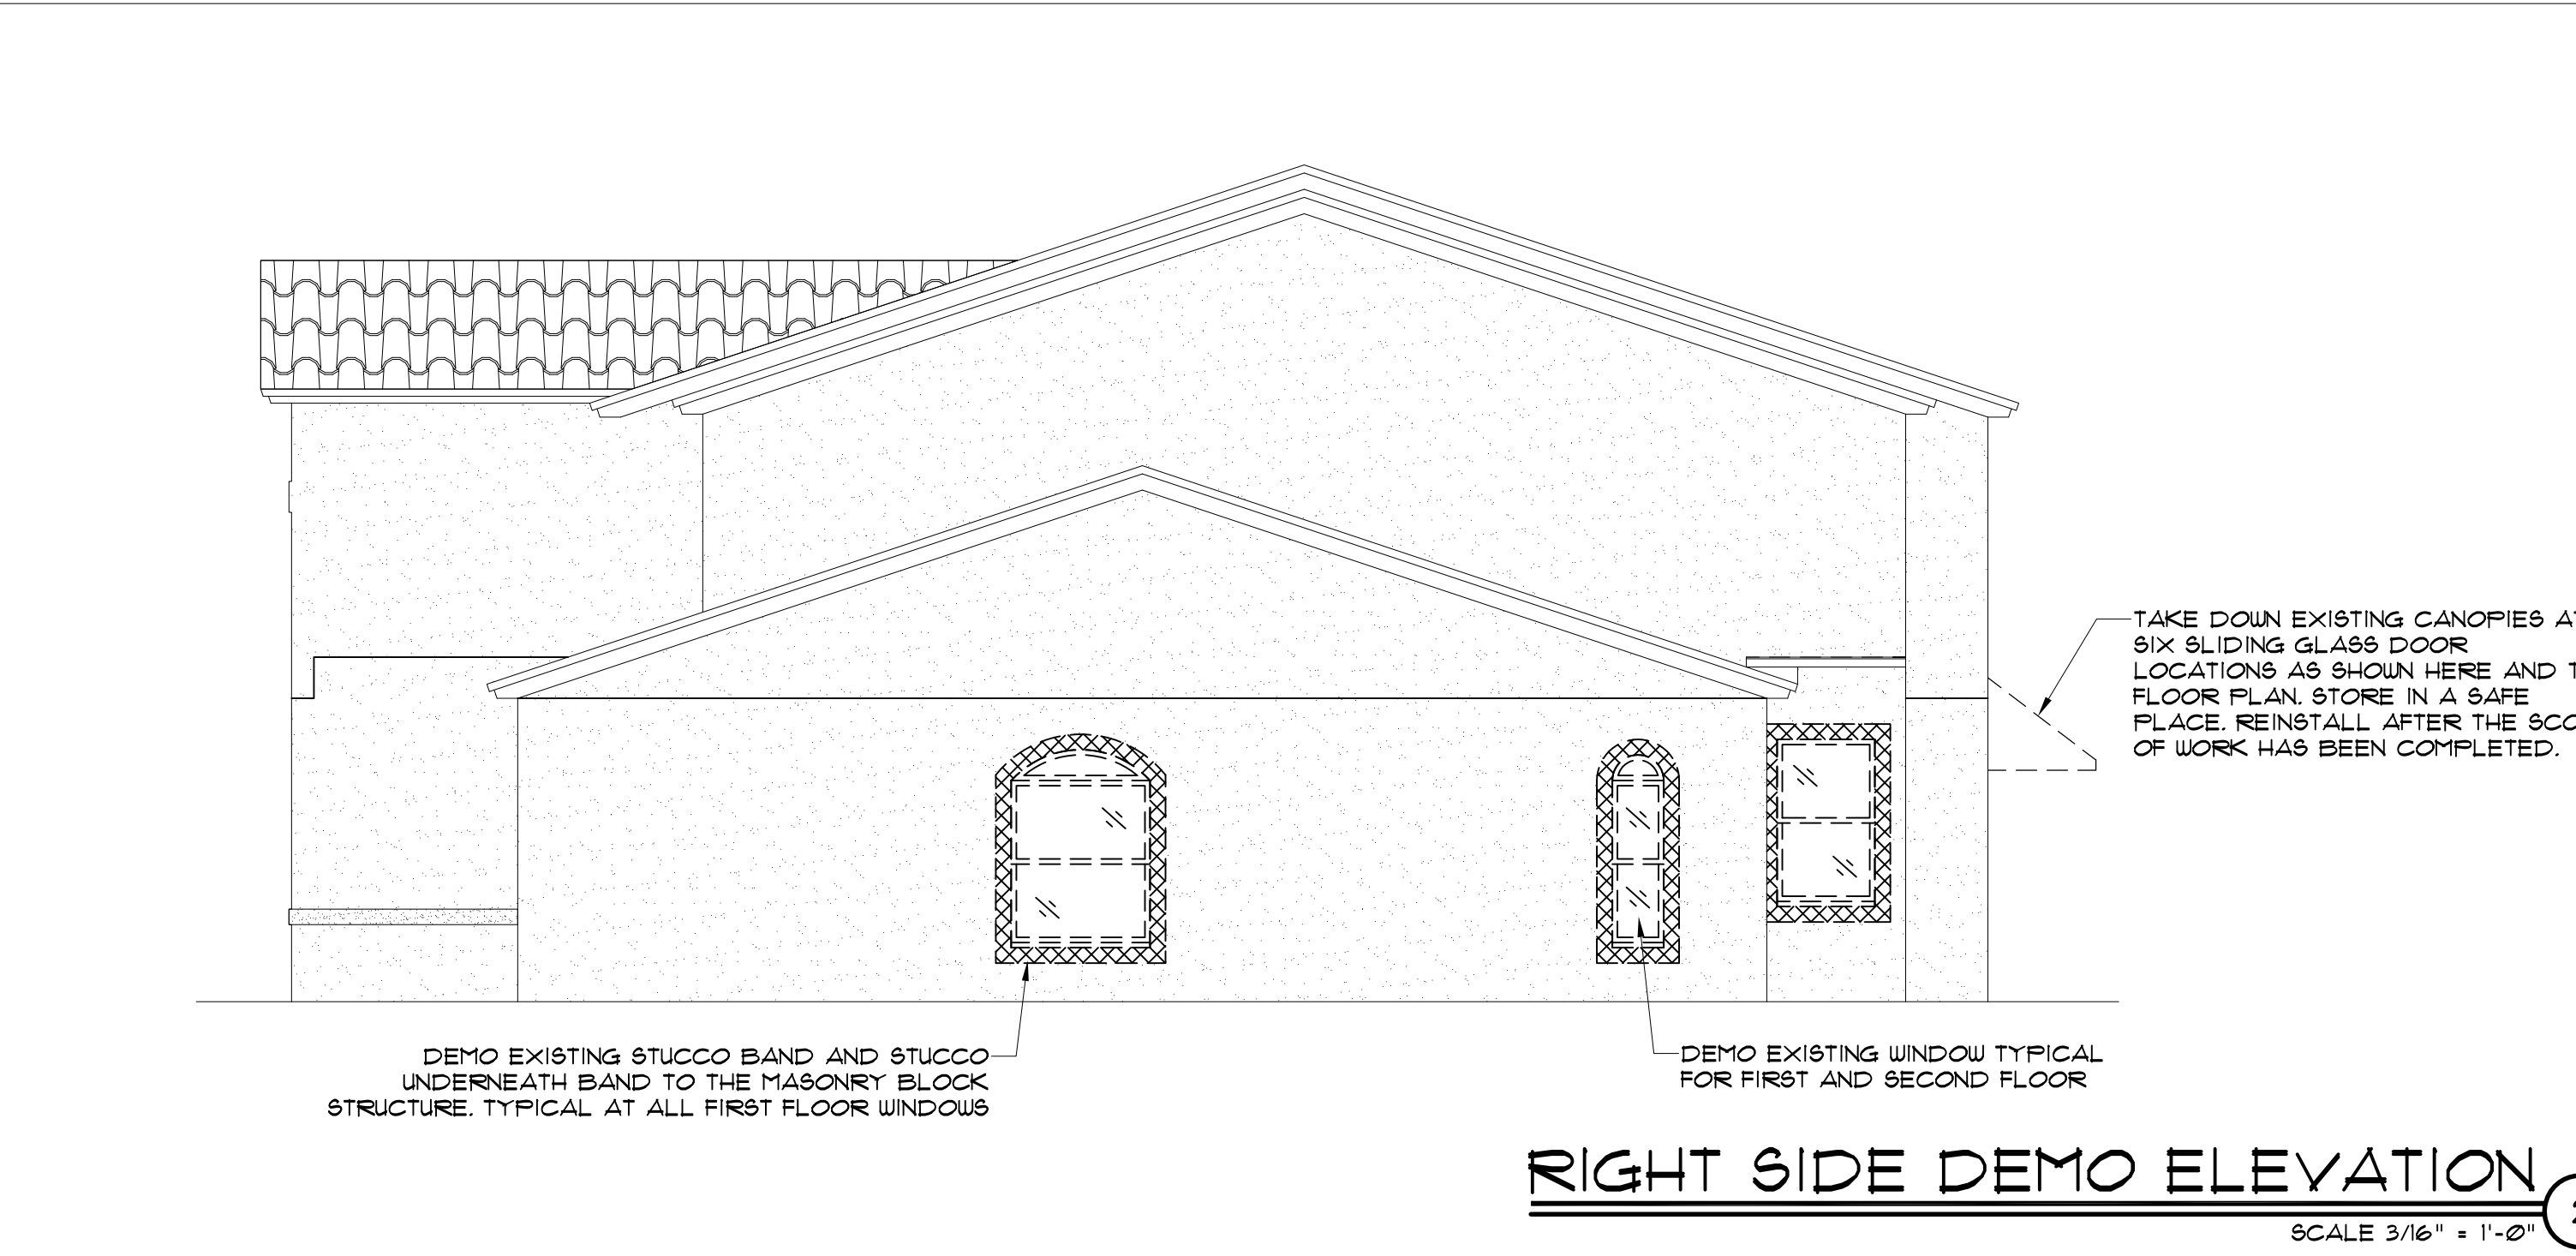 TAKE DOWN EXISTING CANOPIES
SIX SLIDING GLASS DOOR
LOCATIONS AS SHOWN HERE AND
FLOOR PLAN. STORE IN A SAFE
PLACE. REINSTALL AFTER THE
OF WORK HAS BEEN COMPLETED.
DEMO EXISTING STUCCO BAND AND STUCCO
UNDERNEATH BAND TO THE MASONRY BLOCK
STRUCTURE. TYPICAL AT ALL FIRST FLOOR WINDOWS
DEMO EXISTING WINDOW TYPICAL
FOR FIRST AND SECOND FLOOR
RIGHT SIDE DEMO ELEVATION
SCALE 3/16" = 1'-0"